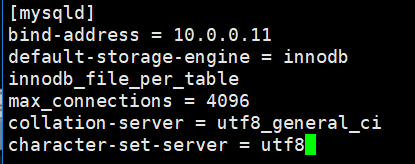 [mysqld]
bind-address = 10.0.0.11
default-storage-engine = innodb
innodb_file_per_table
max_connections = 4096
collation-server = utf8_general_ci
character-set-server = utf8